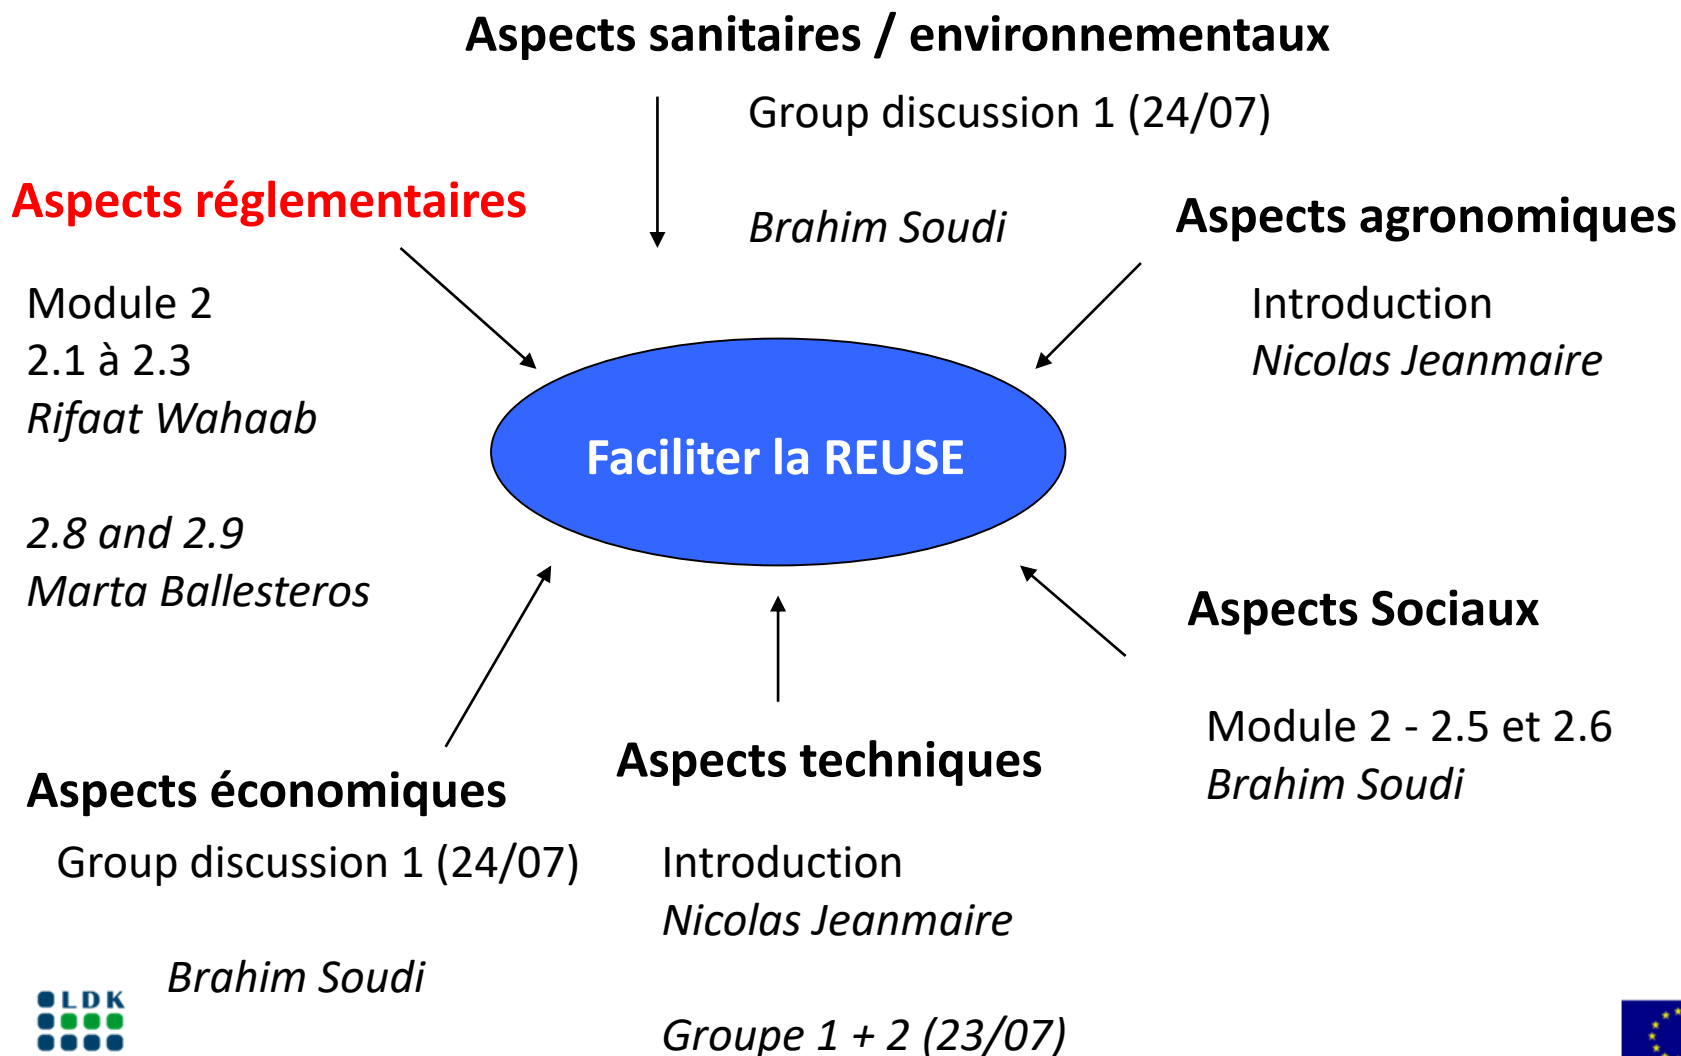 Aspects sanitaires / environnementaux
Group discussion 1 (24/07)
Brahim Soudi
Aspects réglementaires
Module 2
2.1 à 2.3
Rifaat Wahaab
2.8 and 2.9
Marta Ballesteros
Aspects agronomiques
Introduction
Nicolas Jeanmaire
Faciliter la REUSE
Aspects Sociaux
Module 2 - 2.5 et 2.6
Brahim Soudi
Aspects économiques
Group discussion 1 (24/07)
Brahim Soudi
Aspects techniques
Introduction
Nicolas Jeanmaire
Groupe 1 + 2 (23/07)
LDK